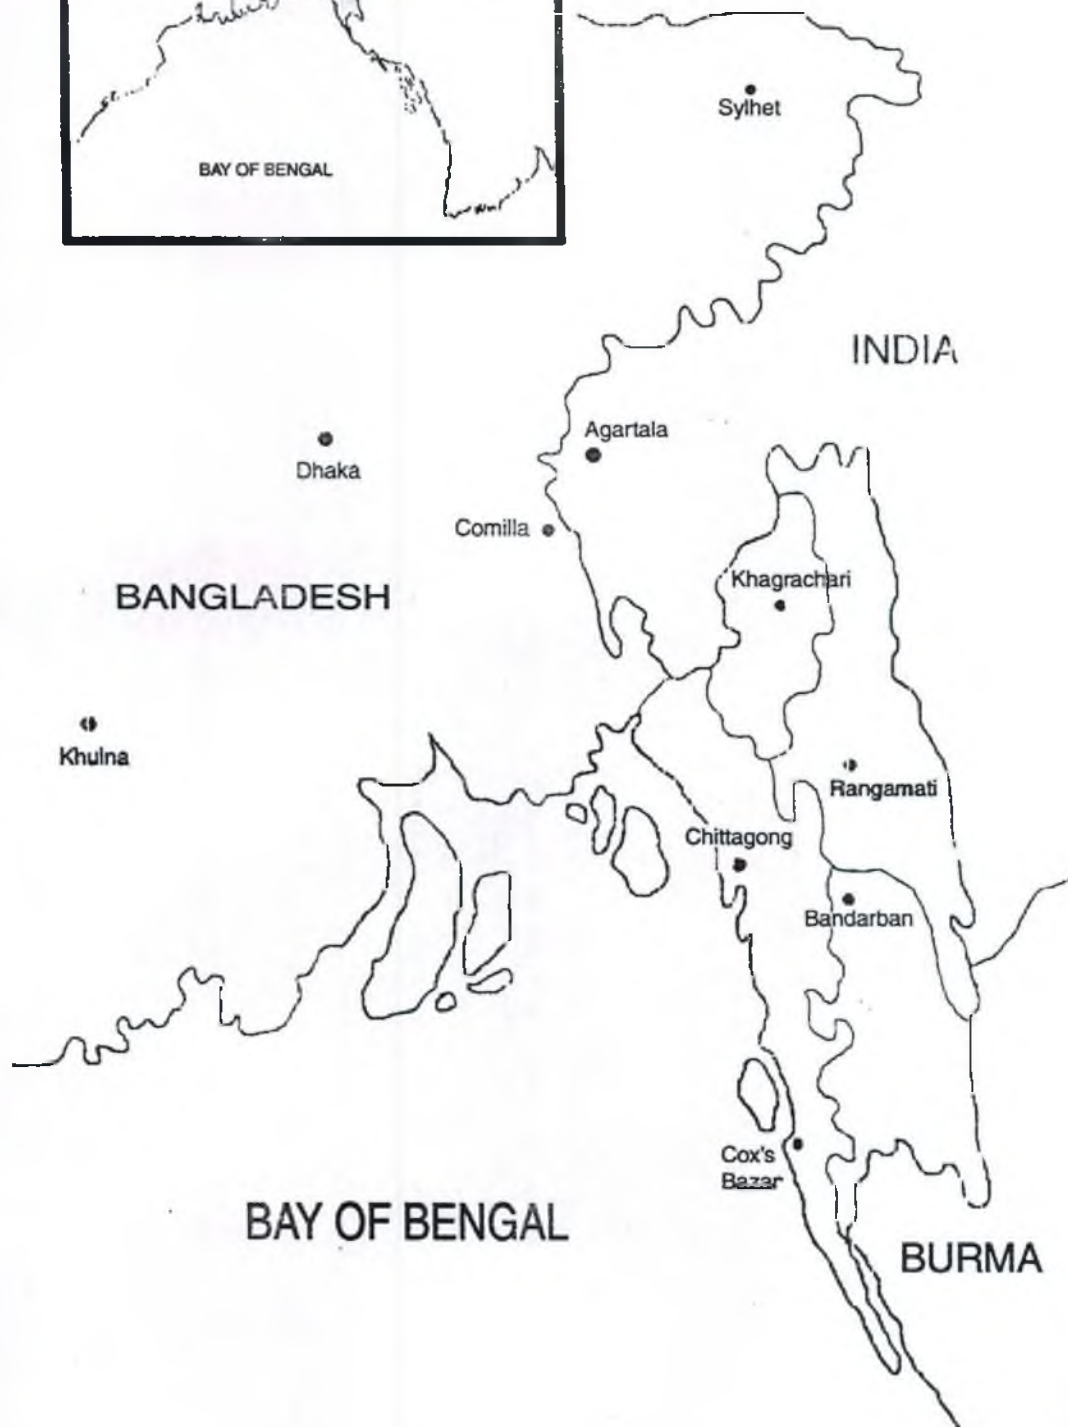 BAY OF BENGAL
Sylhet
INDIA
Agartala
Dhaka
Comilla
Khagrachari
BANGLADESH
Khulna
Rangamati
Chittagong
Bandarban
Cox's
Bazar
BAY OF BENGAL
BURMA